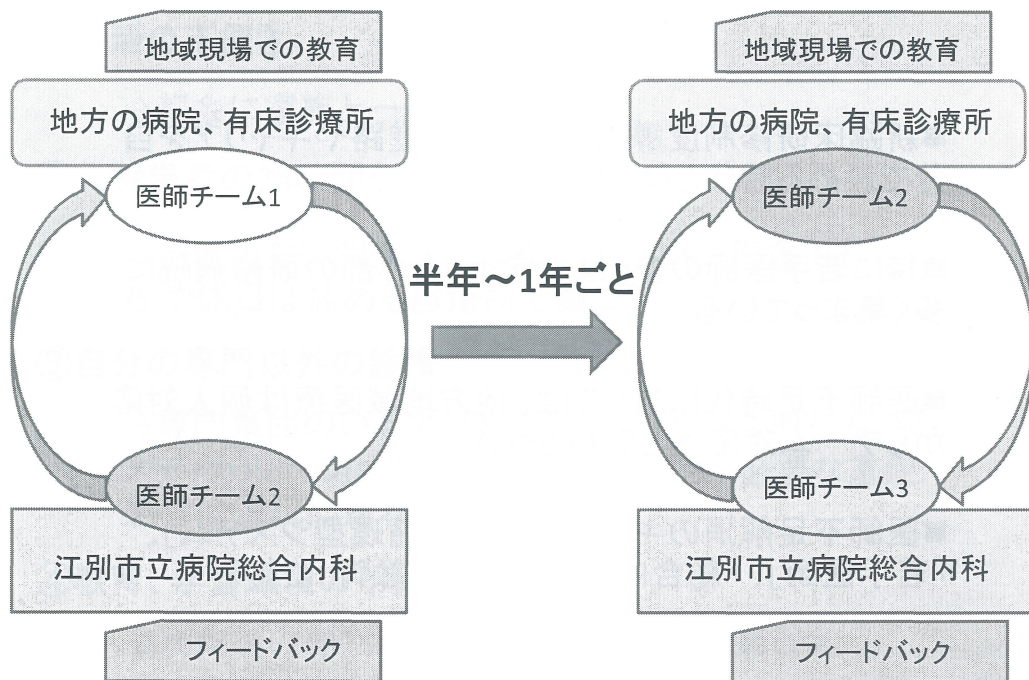 地域現場での教育
地方の病院、有床診療所
医師チーム1
医師チーム2
江別市立病院総合内科
フィードバック
半年～1年ごと
地域現場での教育
地方の病院、有床診療所
医師チーム2
医師チーム3
江別市立病院総合内科
フィードバック